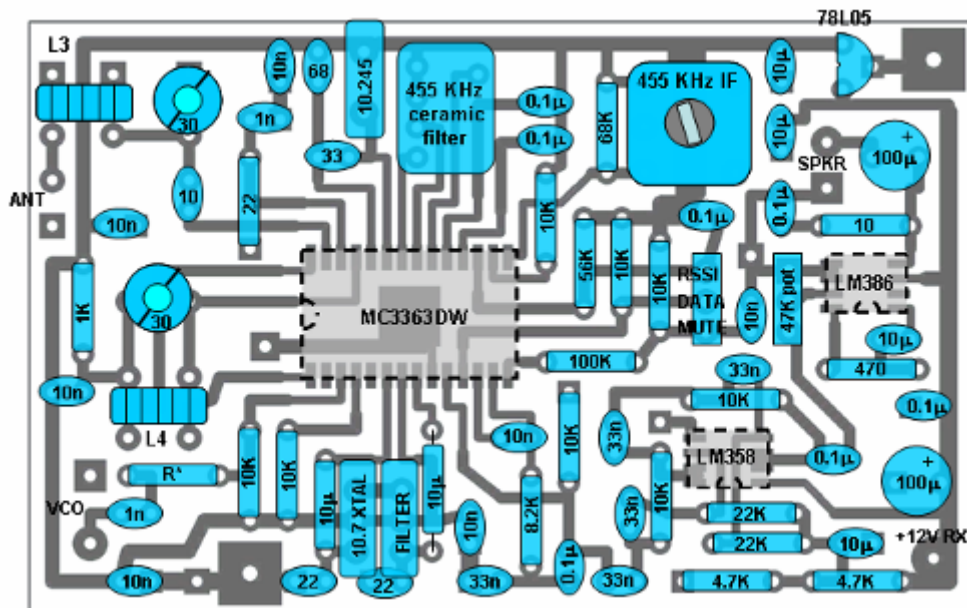 78L05
L3
10n
68
10.245
455 KHz
ceramic
filter
0.1µ
0.1µ
68K
455 KHz IF
10µ
10µ
30
1n
33
SPKR
+
100µ
ANT
10
22
10n
10K
0.1µ
0.1µ
10
56K
10K
10K
RSSI
DATA
MUTE
10n
47K pot
LM386
1K
30
MC3363DW
100K
10µ
470
10n
L4
33n
10K
0.1µ
10K
10K
10n
10K
33n
LM358
0.1µ
R*
VCO
1n
10µ
10.7 XTAL
FILTER
10µ
10n
8.2K
33n
10K
22K
22K
+
100µ
10µ
+12V RX
10n
22
22
33n
0.1µ
33n
4.7K
4.7K